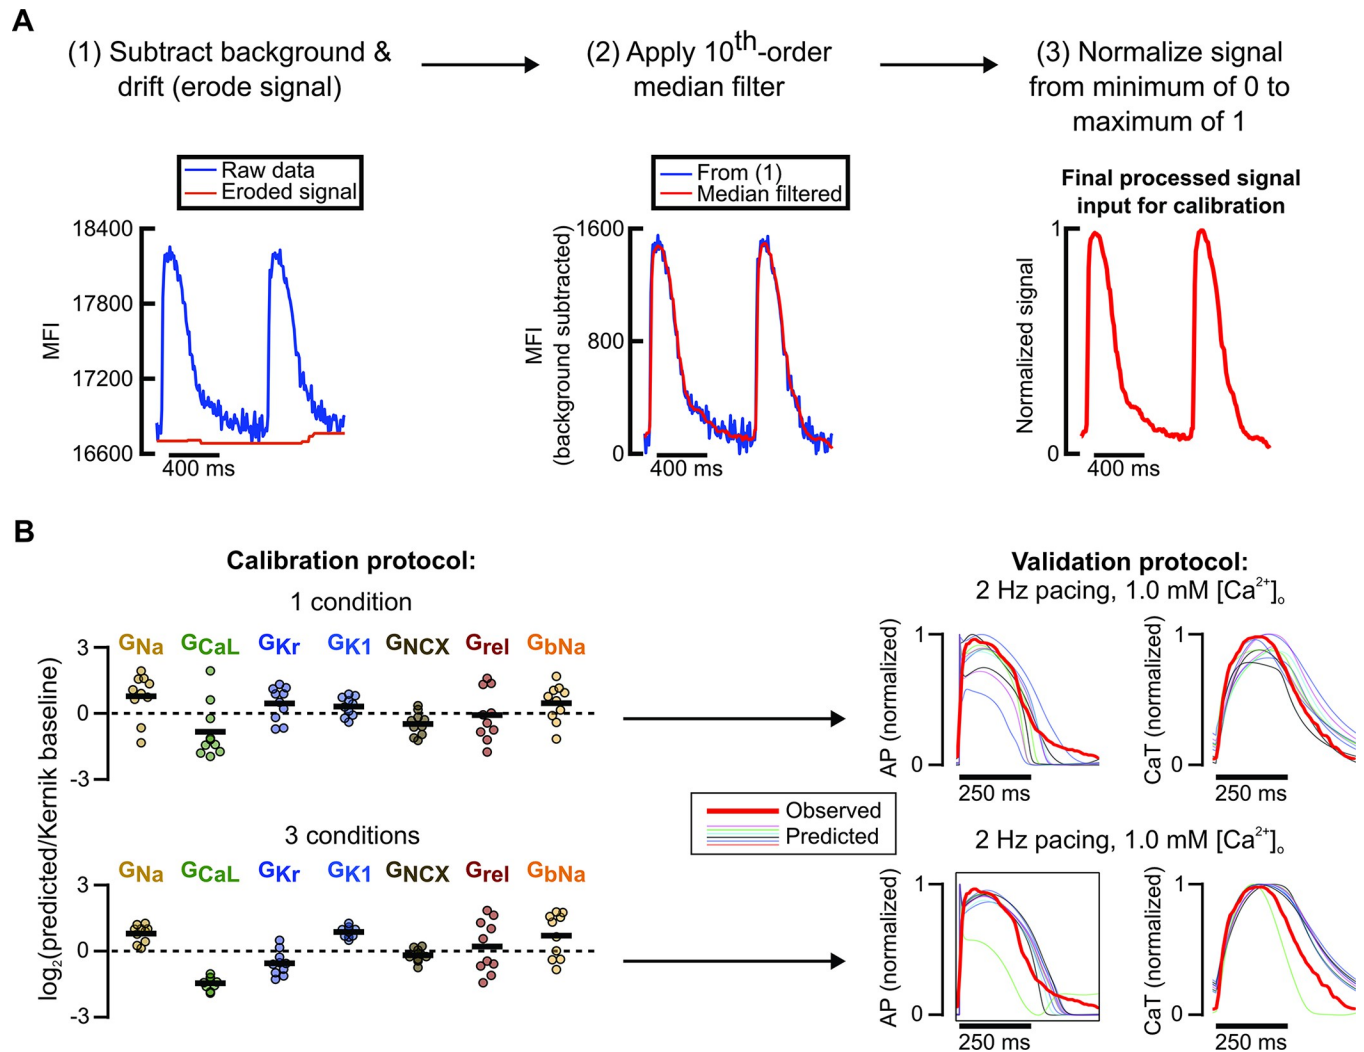 A
(1) Subtract background &
drift (erode signal)
(2) Apply 10th-order
median filter
(3) Normalize signal
from minimum of 0 to
maximum of 1
Raw data
Eroded signal
18400
17800
17200
16600
MFI
400 ms
From (1)
Median filtered
1600
800
0
MFI
(background subtracted)
400 ms
Final processed signal
input for calibration
1
0
Normalized signal
400 ms
B
Calibration protocol:
1 condition
GNa GCaL GKr GK1 GNCX Grel GbNa
3
0
-3
log2(predicted/Kernik baseline)
3 conditions
GNa GCaL GKr GK1 GNCX Grel GbNa
3
0
-3
Observed
Predicted
Validation protocol:
2 Hz pacing, 1.0 mM [Ca2+]o
1
0
AP (normalized)
250 ms
1
0
CaT (normalized)
250 ms
2 Hz pacing, 1.0 mM [Ca2+]o
1
0
AP (normalized)
250 ms
1
0
CaT (normalized)
250 ms